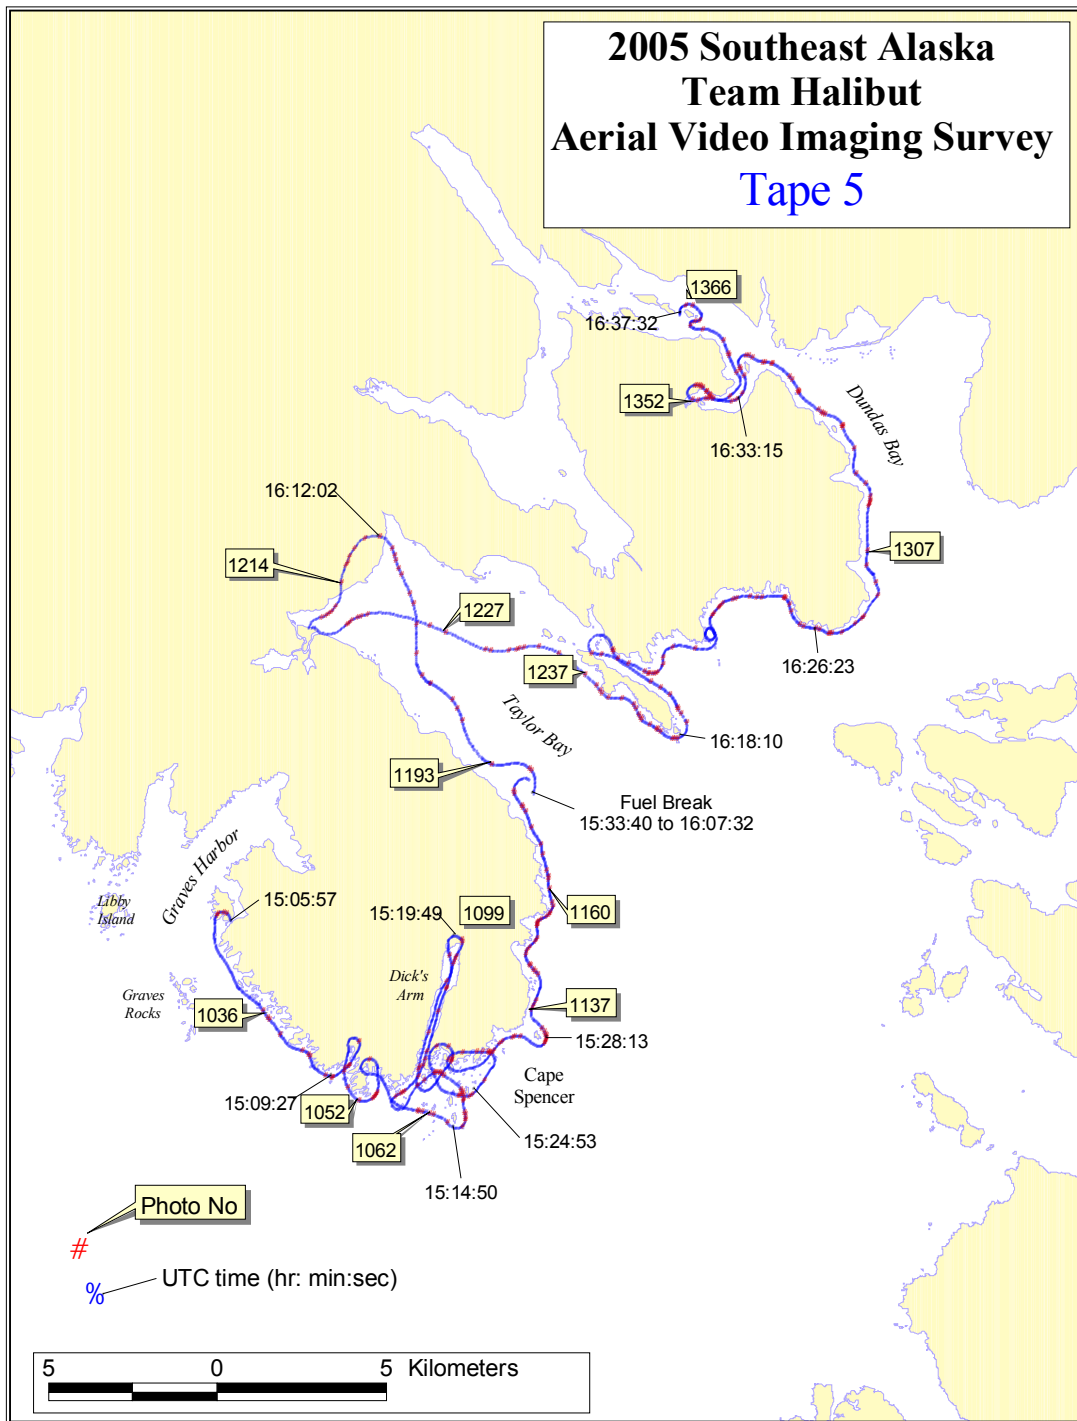 2005 Southeast Alaska
Team Halibut
Aerial Video Imaging Survey
Tape 5
1366
16:37:32
1352
Dundas Bay
16:33:15
16:12:02
1307
1214
1227
1237
16:26:23
Taylor Bay
16:18:10
1193
Fuel Break
15:33:40 to 16:07:32
Graves Harbor
Libby
Island
15:05:57
1160
15:19:49
1099
Dick's
Arm
Graves
Rocks
1036
1137
15:28:13
Cape
Spencer
15:09:27
1052
1062
15:24:53
15:14:50
Photo No
#
UTC time (hr: min:sec)
%
5 0 5 Kilometers